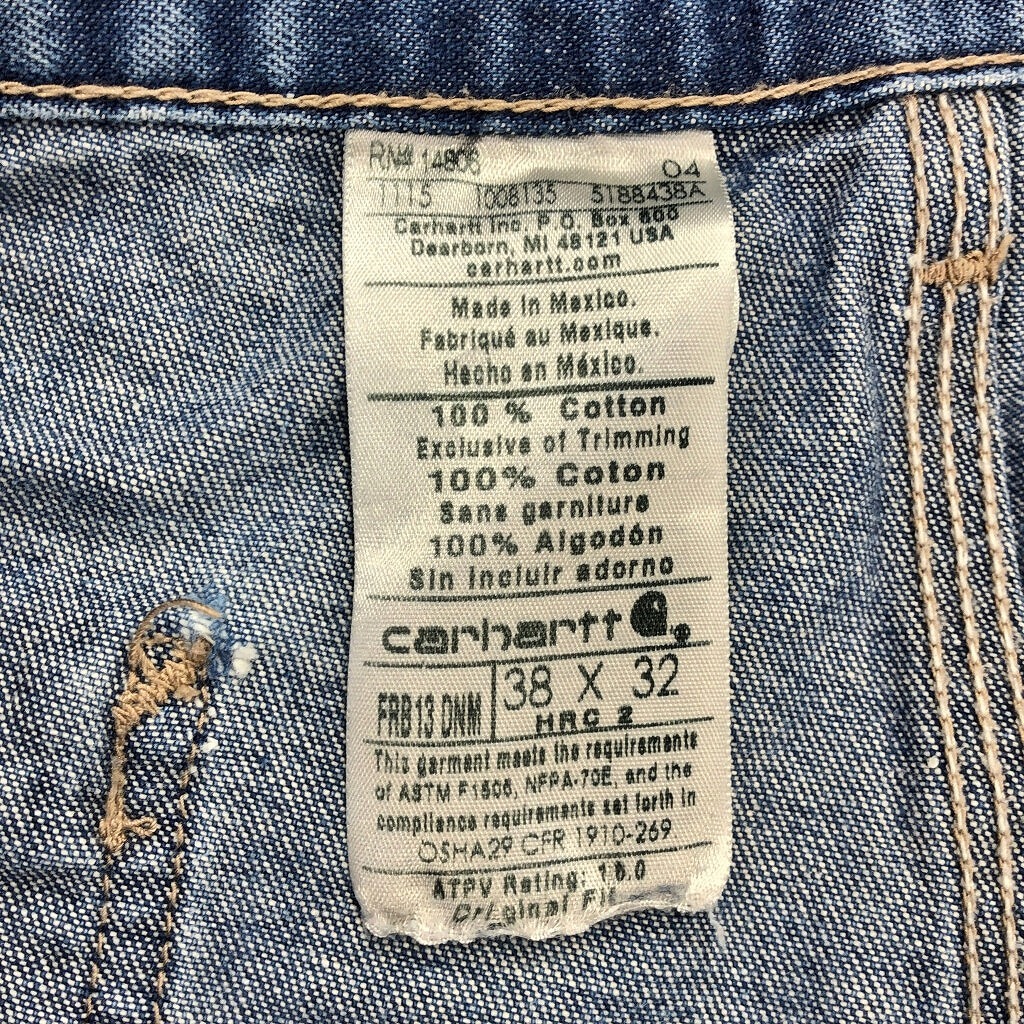 RN# 14806
04
1115 1008135 5188438A
Carhartt Inc. P.O. Box 600
Dearborn, MI 48121 USA
carhartt.com
Made in Mexico.
Fabriqué au Mexique.
Hecho en México.
100 % Cotton
Exclusive of Trimming
100% Coton
Sans garniture
100% Algodón
Sin incluir adorno
carhartt
FRB13 DNM
38 X 32
HRC 2
This garment meets the requirements
of ASTM F1506, NFPA-70E, and the
compliance requirements set forth in
OSHA29 CFR 1910-269.
ATPV Rating:
Original Fit